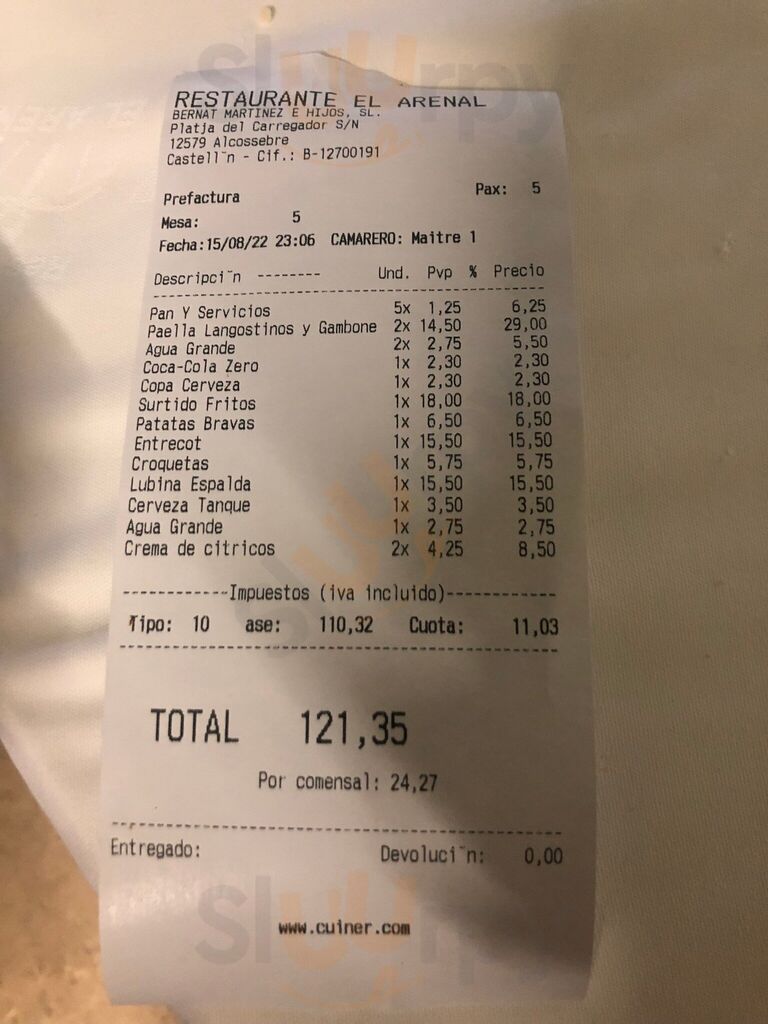 RESTAURANTE EL ARENAL
BERNAT MARTINEZ E HIJOS, SL.
Platja del Carregador S/N
12579 Alcossebre
Castell¨n - Cif.: B-12700191
Prefactura Pax: 5
Mesa: 5
Fecha:15/08/22 23:06 CAMARERO: Maitre 1
Descripci¨n -------- Und. Pvp % Precio
Pan Y Servicios 5x 1,25 6,25
Paella Langostinos y Gambone 2x 14,50 29,00
Agua Grande 2x 2,75 5,50
Coca-Cola Zero 1x 2,30 2,30
Copa Cerveza 1x 2,30 2,30
Surtido Fritos 1x 18,00 18,00
Patatas Bravas 1x 6,50 6,50
Entrecot 1x 15,50 15,50
Croquetas 1x 5,75 5,75
Lubina Espalda 1x 15,50 15,50
Cerveza Tanque 1x 3,50 3,50
Agua Grande 1x 2,75 2,75
Crema de citricos 2x 4,25 8,50
------------Impuestos (iva incluido)------------
Tipo: 10 ase: 110,32 Cuota: 11,03
TOTAL 121,35
Por comensal: 24,27
Entregado: Devoluci¨n: 0,00
www.cuiner.com
Sluurpy
Sluurpy
Sluurpy